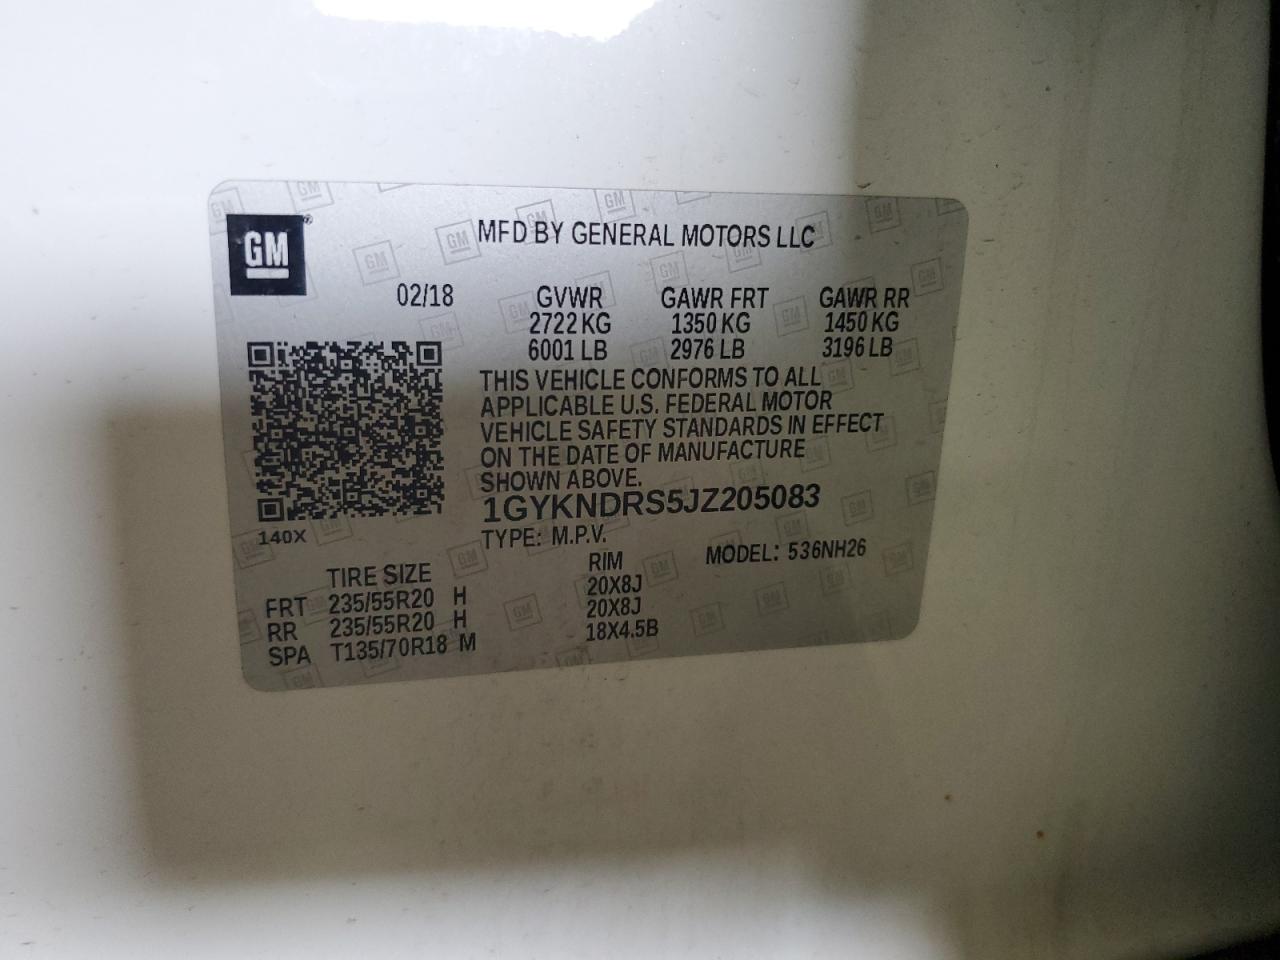 GM
MFD BY GENERAL MOTORS LLC
02/18 GVWR GAWR FRT GAWR RR
2722 KG 1350 KG 1450 KG
6001 LB 2976 LB 3196 LB
THIS VEHICLE CONFORMS TO ALL
APPLICABLE U.S. FEDERAL MOTOR
VEHICLE SAFETY STANDARDS IN EFFECT
ON THE DATE OF MANUFACTURE
SHOWN ABOVE.
1GYKNDRS5JZ205083
140X
TYPE: M.P.V. MODEL: 536NH26
TIRE SIZE RIM
FRT 235/55R20 H 20X8J
RR 235/55R20 H 20X8J
SPA T135/70R18 M 18X4.5B